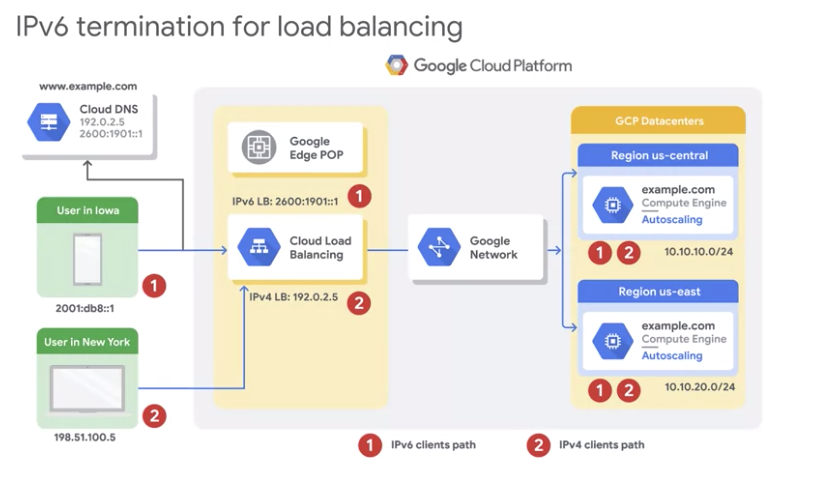 IPv6 termination for load balancing
Google Cloud Platform
www.example.com
Cloud DNS
192.0.2.5
2600:1901::1
Google
Edge POP
GCP Datacenters
Region us-central
example.com
Compute Engine
Autoscaling
1 2 10.10.10.0/24
IPv6 LB: 2600:1901::1 1
User in Iowa
1
2001:db8::1
Cloud Load
Balancing
Google
Network
IPv4 LB: 192.0.2.5 2
Region us-east
example.com
Compute Engine
Autoscaling
1 2 10.10.20.0/24
User in New York
2
198.51.100.5
1 IPv6 clients path
2 IPv4 clients path